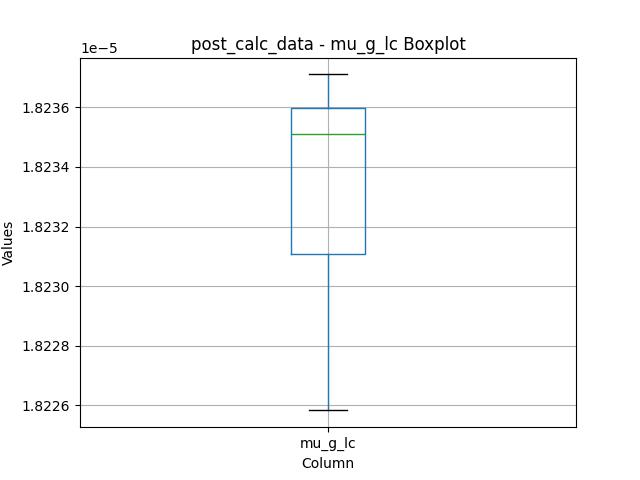 post_calc_data - mu_g_lc Boxplot
1e−5
1.8236
1.8234
1.8232
1.8230
1.8228
1.8226
Values
mu_g_lc
Column